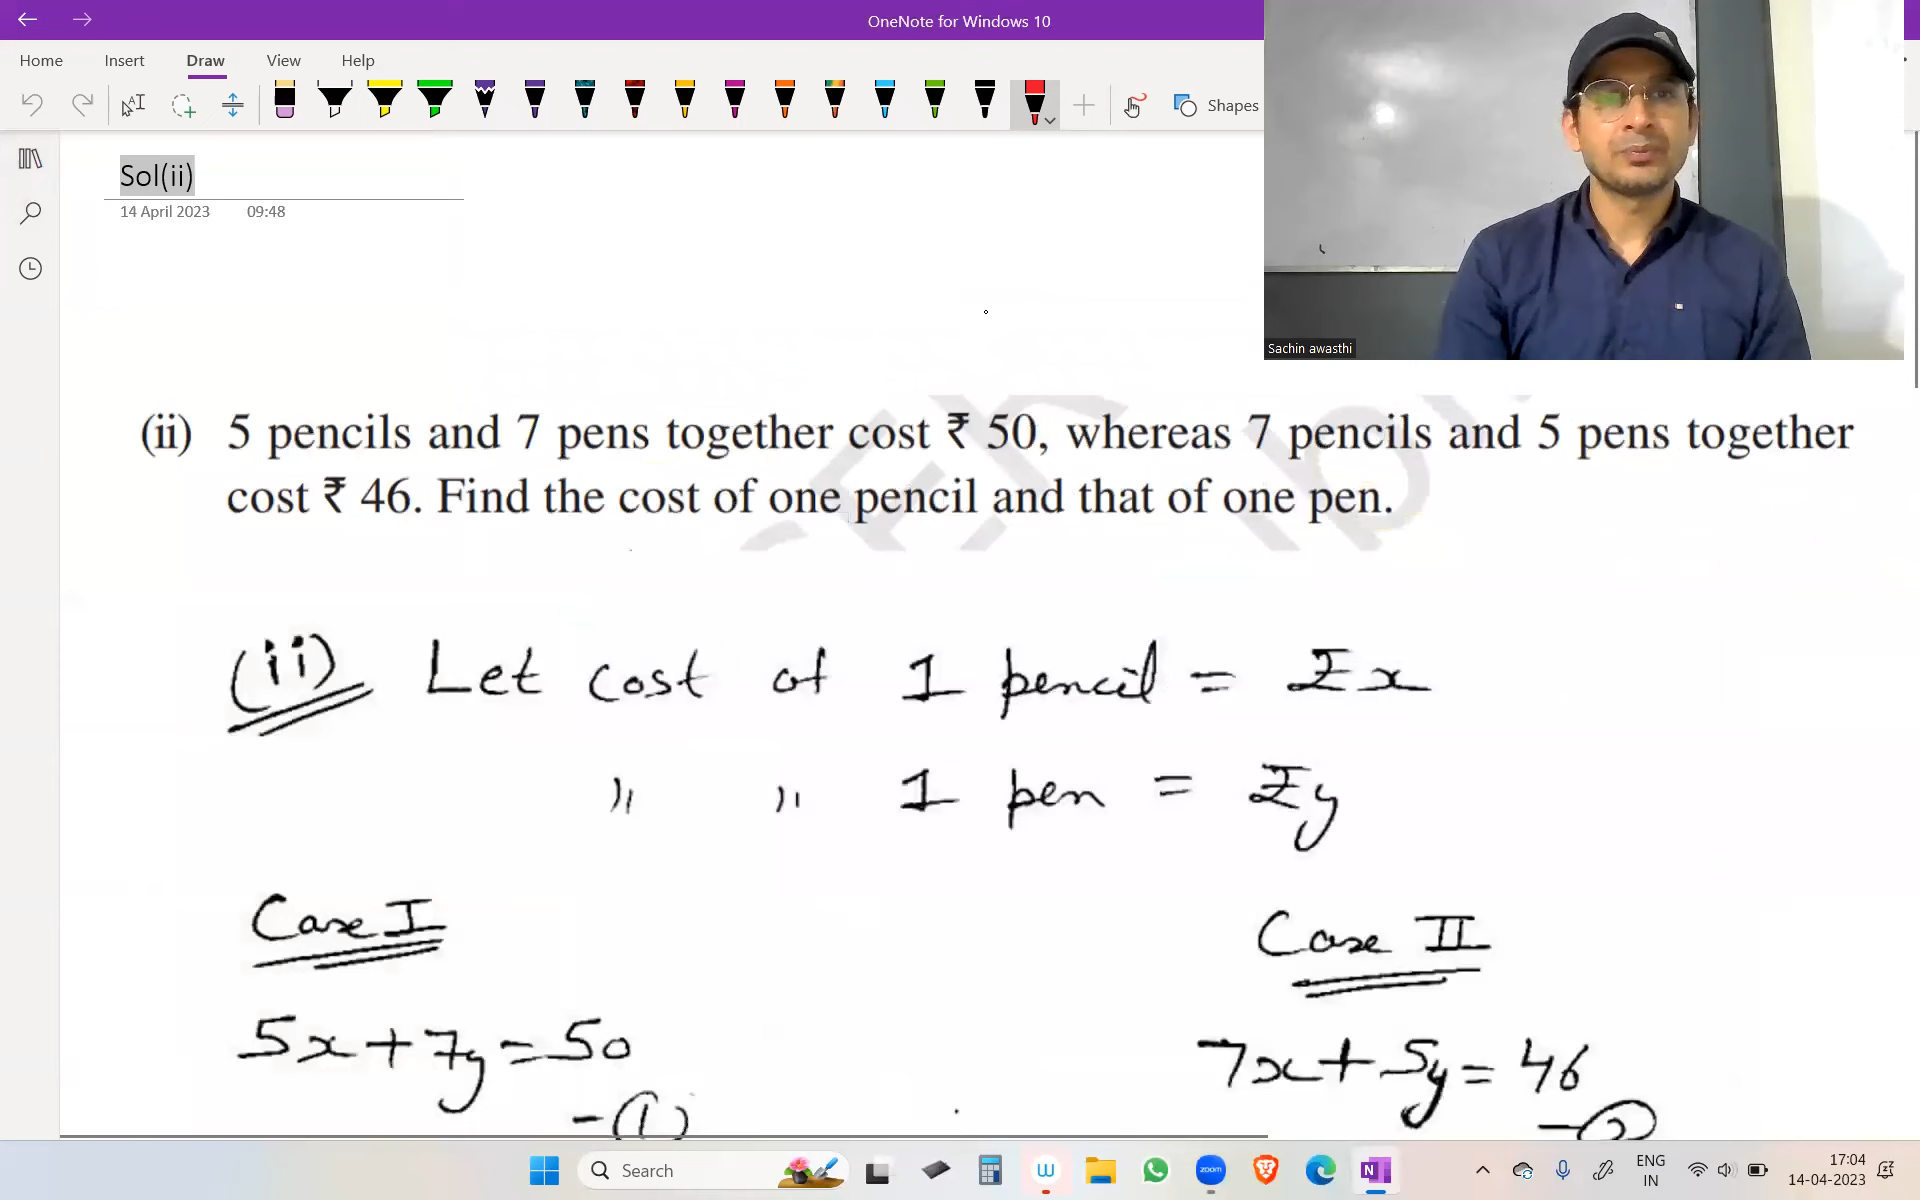 OneNote for Windows 10
Home Insert Draw View Help
Shapes
Sol(ii)
14 April 2023 09:48
Sachin awasthi
(ii) 5 pencils and 7 pens together cost ₹ 50, whereas 7 pencils and 5 pens together
cost ₹ 46. Find the cost of one pencil and that of one pen.
(ii) Let cost of 1 pencil = ₹x
" " 1 pen = ₹y
Case I
Case II
5x + 7y = 50
-(1)
7x + 5y = 46
-(2)
Search
zoom
ENG
IN
17:04
14-04-2023